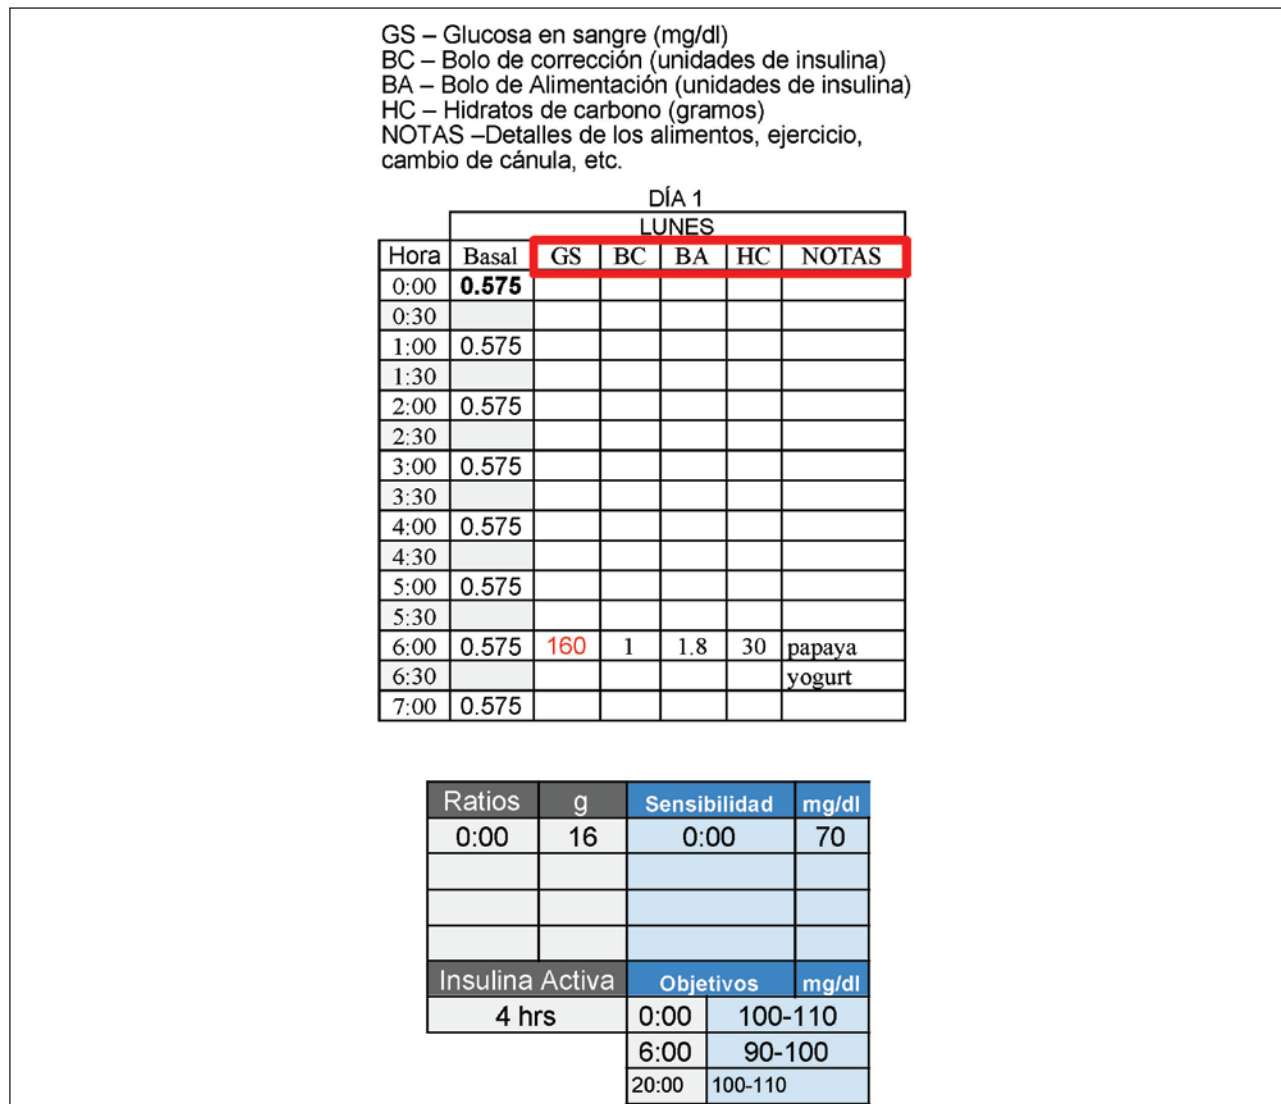 GS – Glucosa en sangre (mg/dl)
BC – Bolo de corrección (unidades de insulina)
BA – Bolo de Alimentación (unidades de insulina)
HC – Hidratos de carbono (gramos)
NOTAS –Detalles de los alimentos, ejercicio,
cambio de cánula, etc.
DÍA 1
LUNES
Hora Basal GS BC BA HC NOTAS
0:00 0.575
0:30
1:00 0.575
1:30
2:00 0.575
2:30
3:00 0.575
3:30
4:00 0.575
4:30
5:00 0.575
5:30
6:00 0.575 160 1 1.8 30 papaya
6:30 yogurt
7:00 0.575
Ratios g Sensibilidad mg/dl
0:00 16 0:00 70
Insulina Activa Objetivos mg/dl
4 hrs 0:00 100-110
6:00 90-100
20:00 100-110